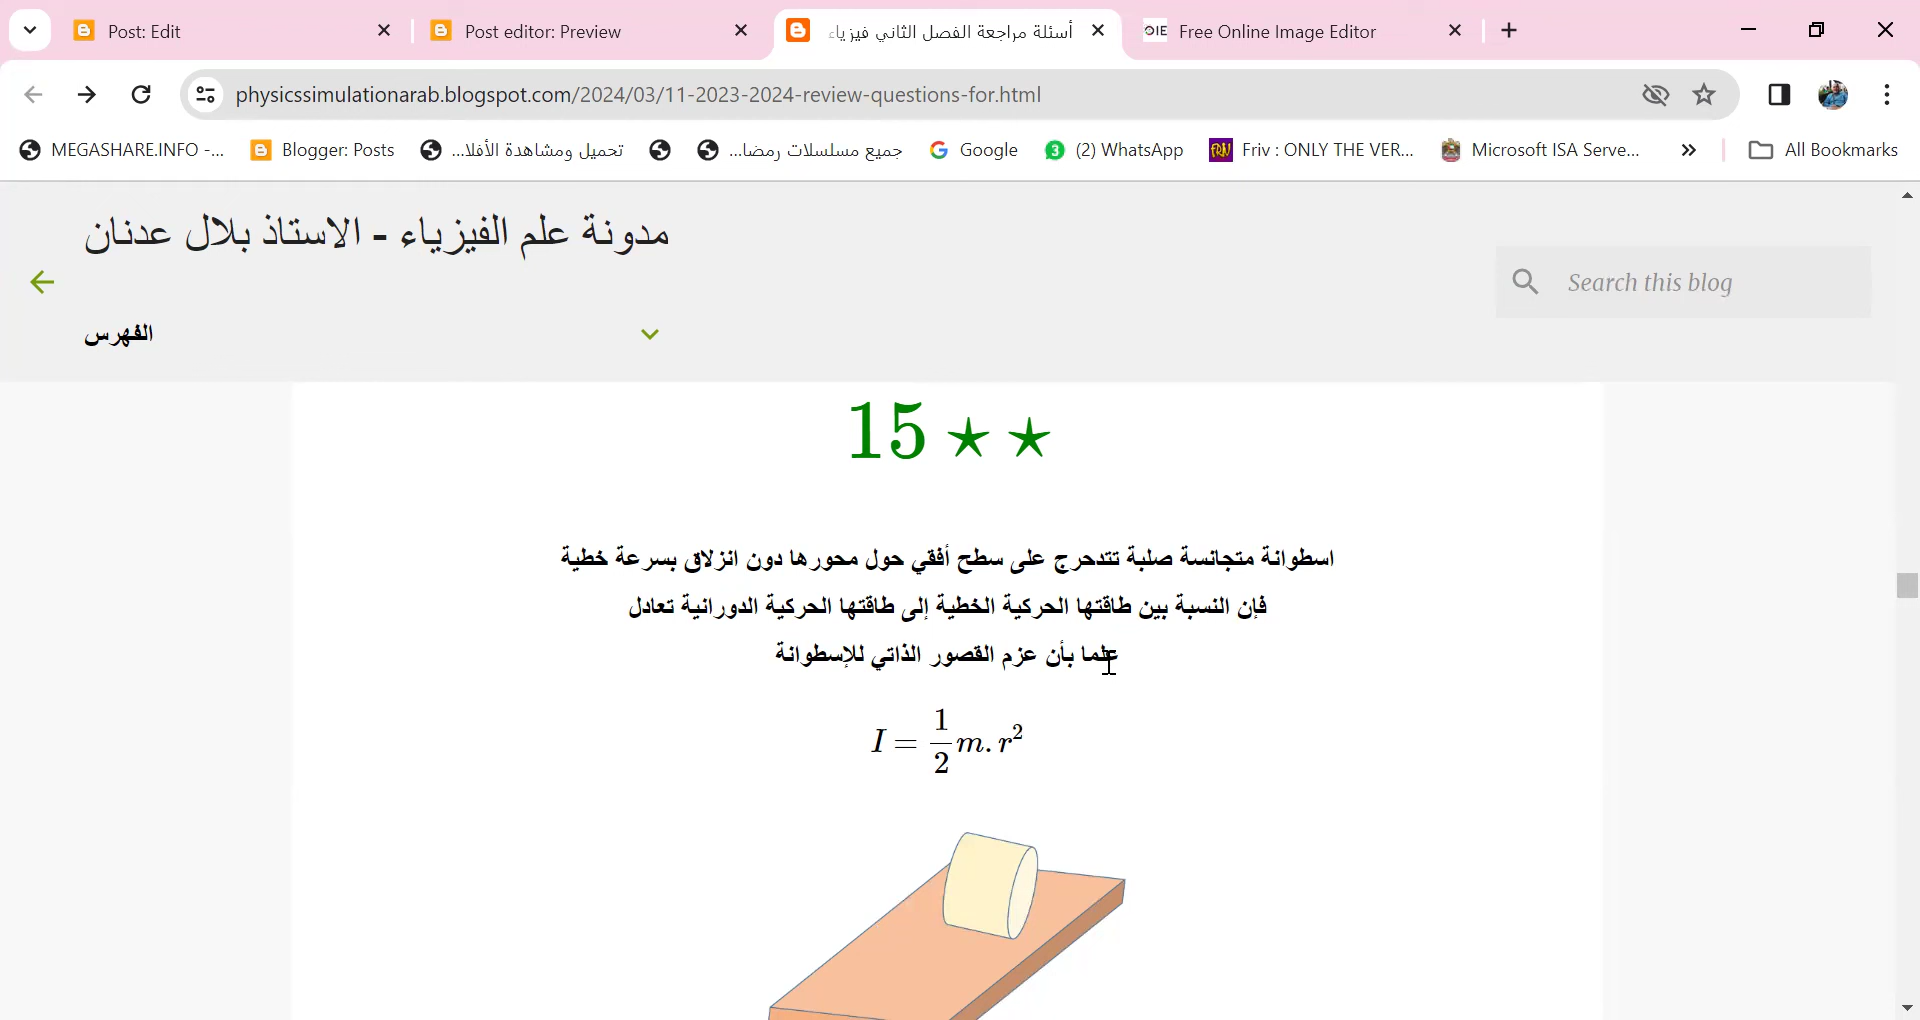 Post: Edit
Post editor: Preview
أسئلة مراجعة الفصل الثاني فيزياء
OIE Free Online Image Editor
physicssimulationarab.blogspot.com/2024/03/11-2023-2024-review-questions-for.html
MEGASHARE.INFO -...
Blogger: Posts
تحميل ومشاهدة الأفلا...
جميع مسلسلات رمضا...
Google
3 (2) WhatsApp
FRIV Friv : ONLY THE VER...
Microsoft ISA Serve...
All Bookmarks
مدونة علم الفيزياء - الاستاذ بلال عدنان
Search this blog
الفهرس
15 ★ ★
اسطوانة متجانسة صلبة تتدحرج على سطح أفقي حول محورها دون انزلاق بسرعة خطية
فإن النسبة بين طاقتها الحركية الخطية إلى طاقتها الحركية الدورانية تعادل
علما بأن عزم القصور الذاتي للإسطوانة
I = 1/2 m. r²